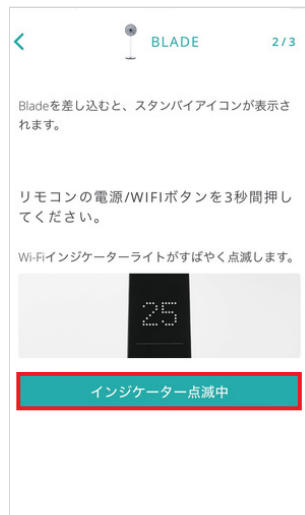 BLADE
2/3
Bladeを差し込むと、スタンバイアイコンが表示さ
れます。
リモコンの電源/WIFIボタンを3秒間押し
てください。
Wi-Fiインジケーターライトがすばやく点滅します。
25
インジケーター点滅中